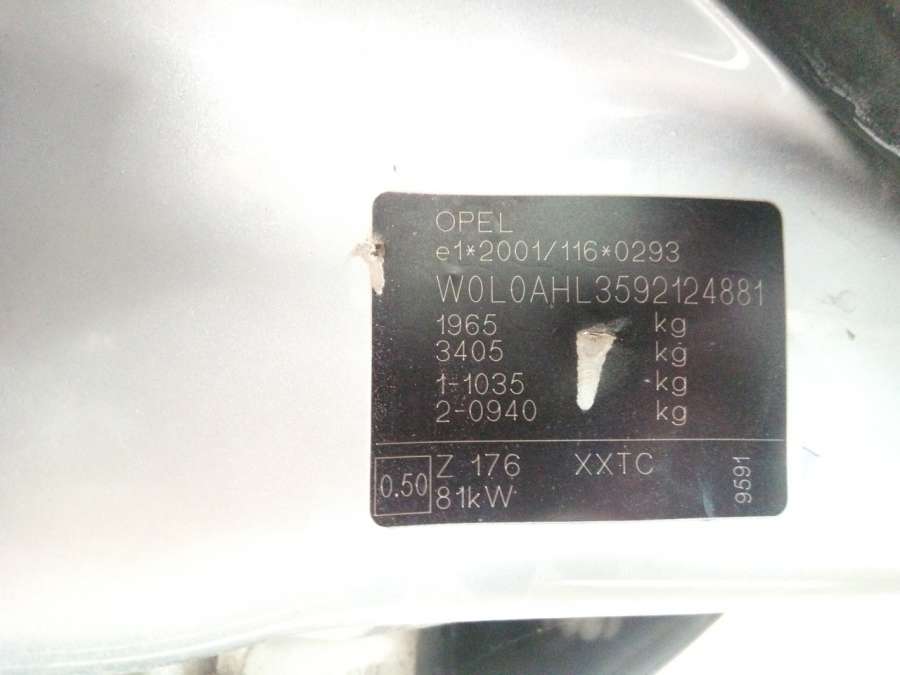 OPEL
e1*2001/116*0293
W0L0AHL3592124881
1965 kg
3405 kg
1-1035 kg
2-0940 kg
0.50
Z 176 XXTC
81kW
9591